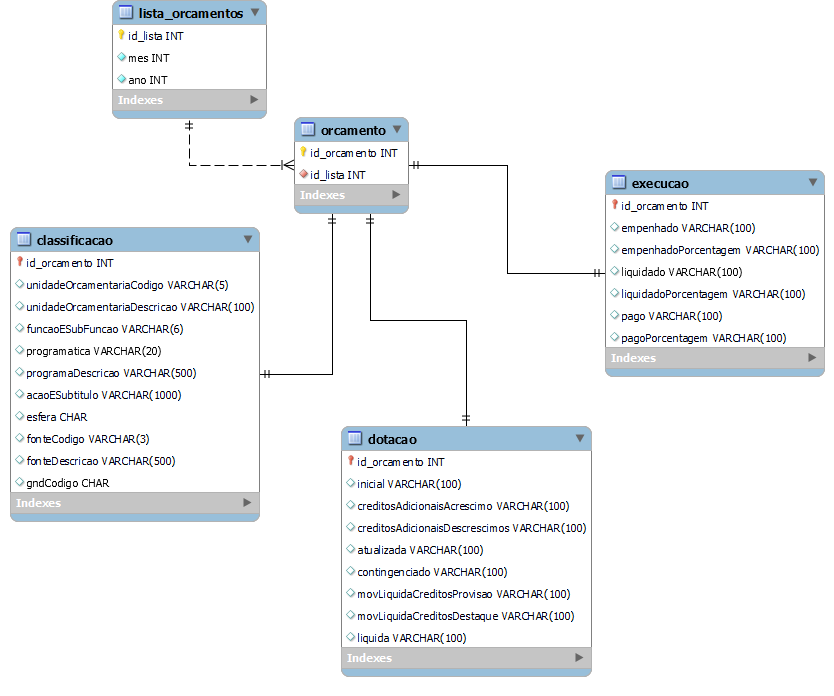 lista_orcamentos
id_lista INT
mes INT
ano INT
Indexes
orcamento
id_orcamento INT
id_lista INT
Indexes
execucao
id_orcamento INT
empenhado VARCHAR(100)
empenhadoPorcentagem VARCHAR(100)
liquidado VARCHAR(100)
liquidadoPorcentagem VARCHAR(100)
pago VARCHAR(100)
pagoPorcentagem VARCHAR(100)
Indexes
classificacao
id_orcamento INT
unidadeOrcamentariaCodigo VARCHAR(5)
unidadeOrcamentariaDescricao VARCHAR(100)
funcaoESubFuncao VARCHAR(6)
programatica VARCHAR(20)
programaDescricao VARCHAR(500)
acaoESubtitulo VARCHAR(1000)
esfera CHAR
fonteCodigo VARCHAR(3)
fonteDescricao VARCHAR(500)
gndCodigo CHAR
Indexes
dotacao
id_orcamento INT
inicial VARCHAR(100)
creditosAdicionaisAcrescimo VARCHAR(100)
creditosAdicionaisDescrescimos VARCHAR(100)
atualizada VARCHAR(100)
contingenciado VARCHAR(100)
movLiquidaCreditosProvisao VARCHAR(100)
movLiquidaCreditosDestaque VARCHAR(100)
liquida VARCHAR(100)
Indexes